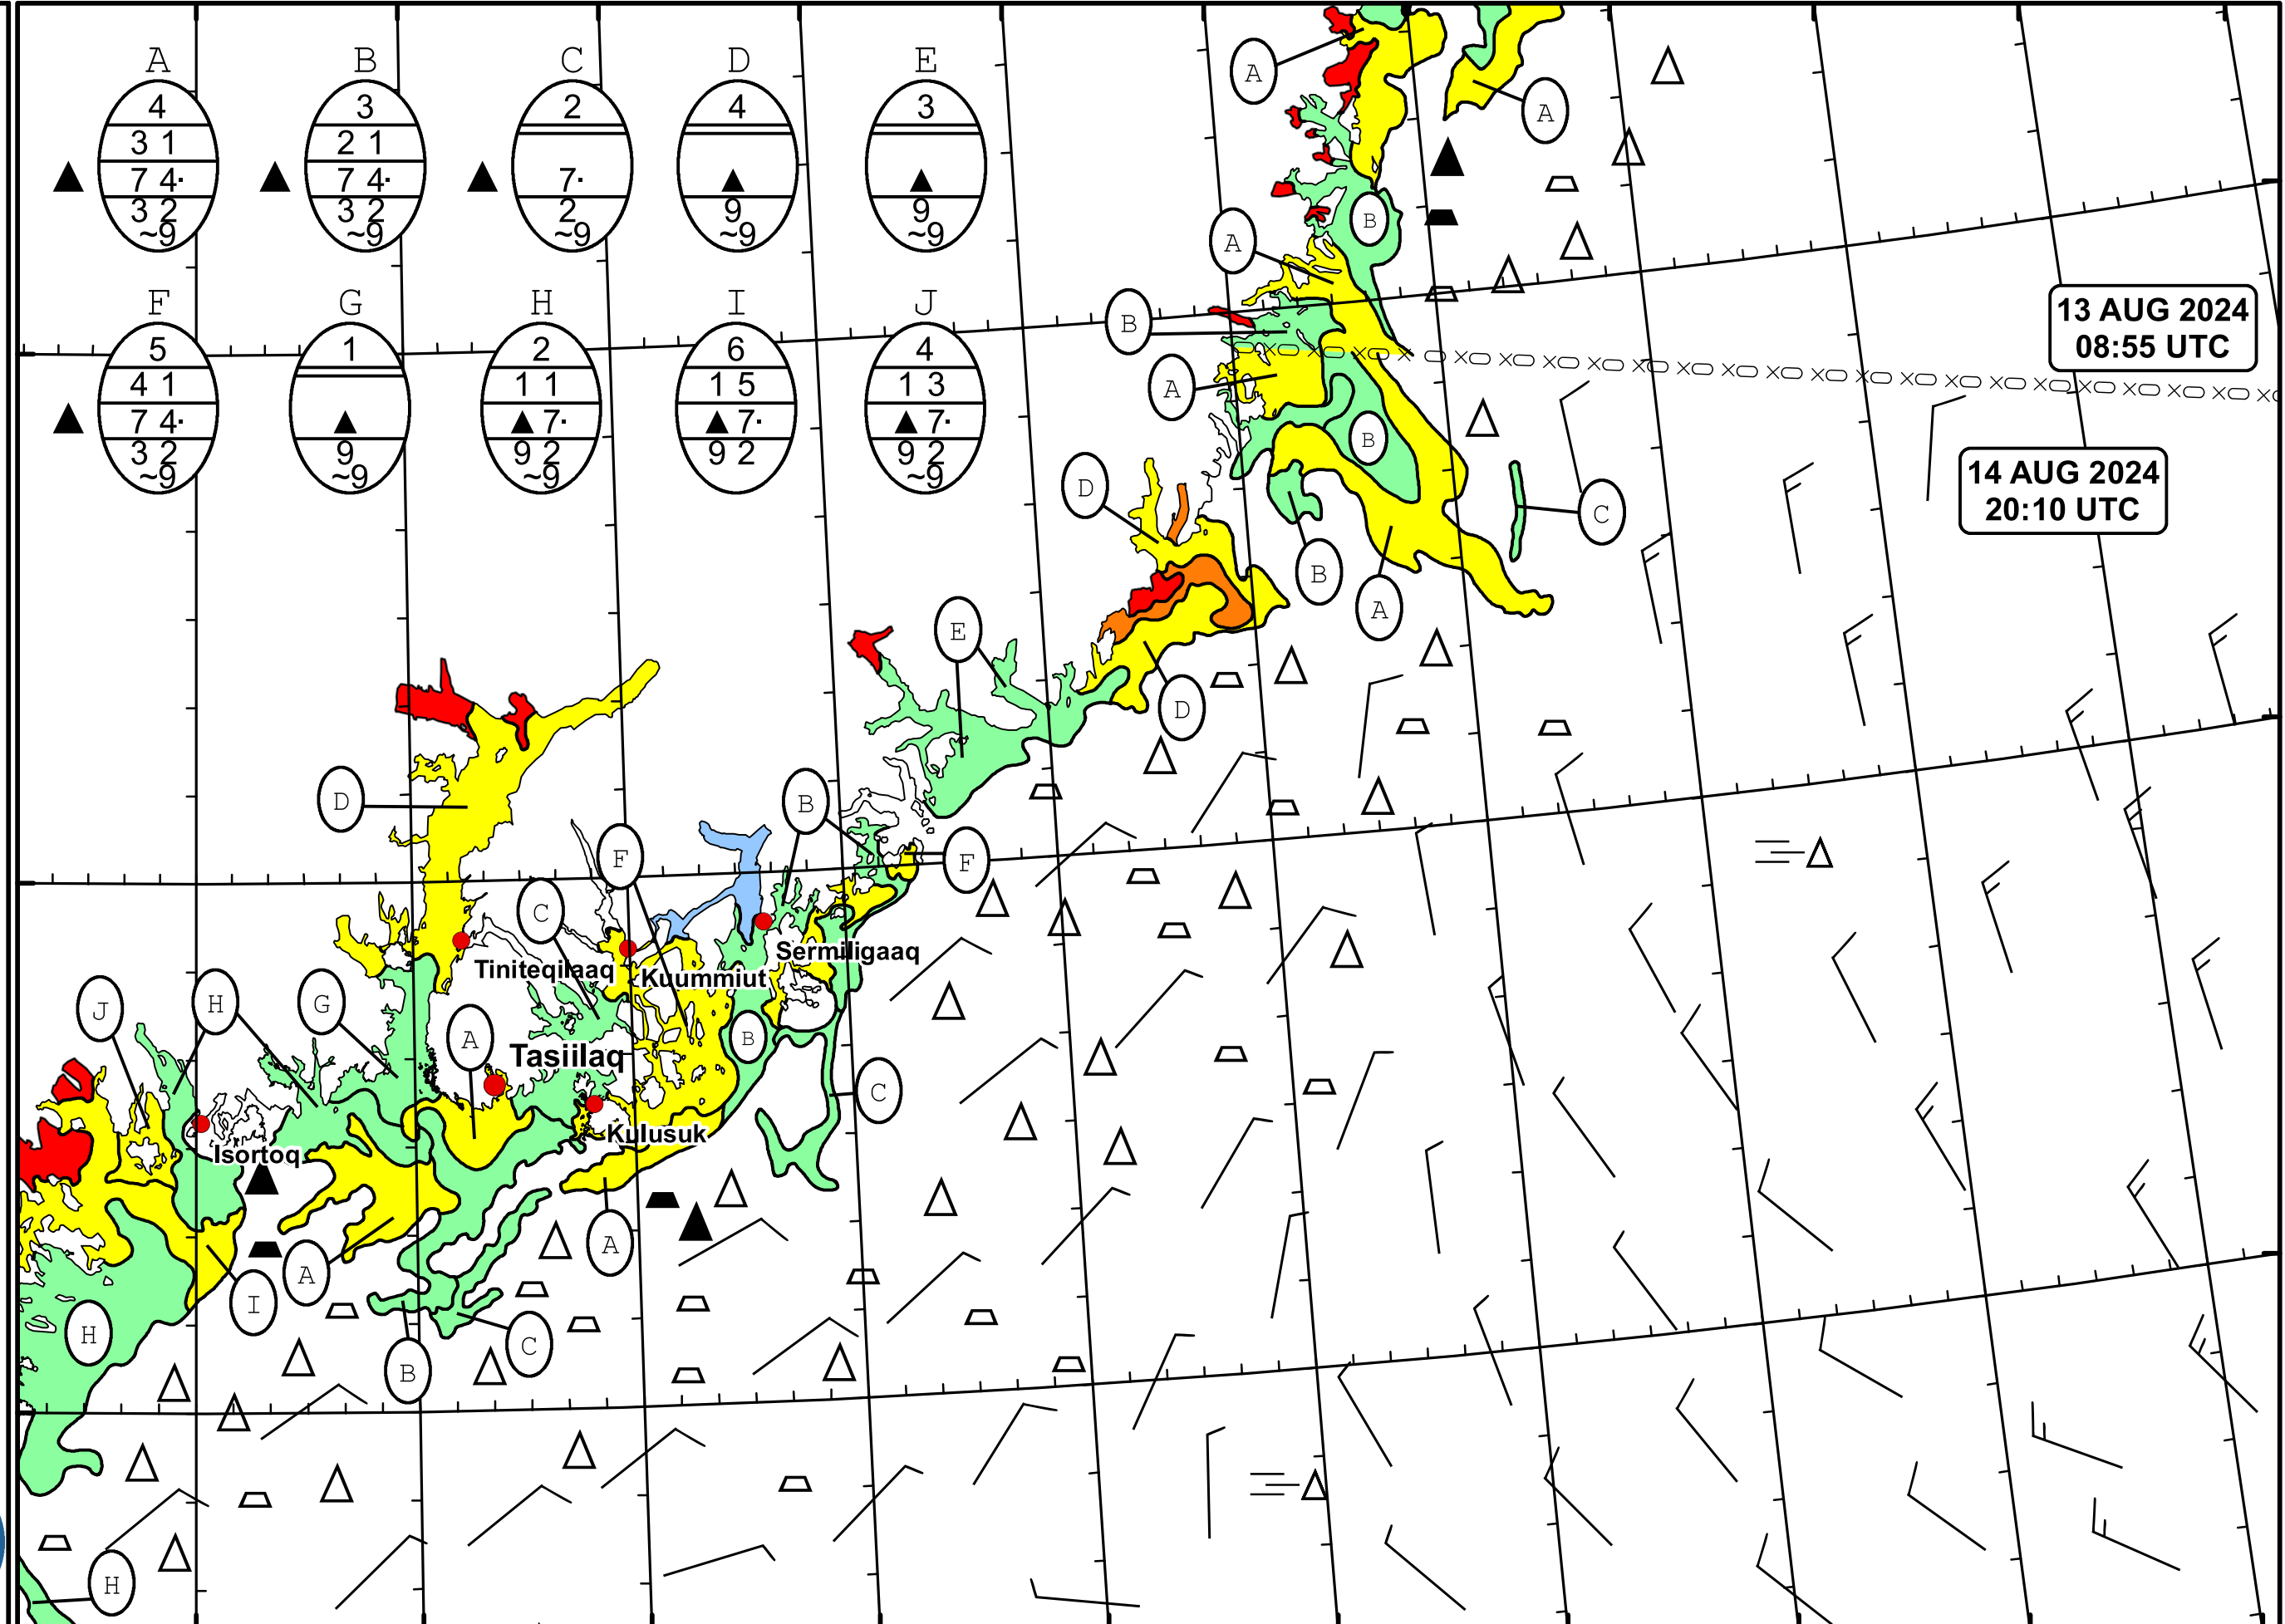 A B C D E
4 3 2 4 3
3 1 2 1
7 4· 7 4· 7· ▲ ▲
3 2 3 2 2 9 9
~9 ~9 ~9 ~9 ~9
F G H I J
5 1 2 6 4
4 1 1 1 1 5 1 3
7 4· ▲ ▲ 7· ▲ 7· ▲ 7·
3 2 9 9 2 9 2 9 2
~9 ~9 ~9 ~9
A
A
B
A
B
13 AUG 2024
08:55 UTC
A
B
14 AUG 2024
20:10 UTC
D
C
B
A
E
D
D
B
F
F
C
Sermiligaaq
Tiniteqilaaq
Kuummiut
J
H
G
A
B
Tasiilaq
C
Kulusuk
Isortoq
A
A
I
H
C
B
H